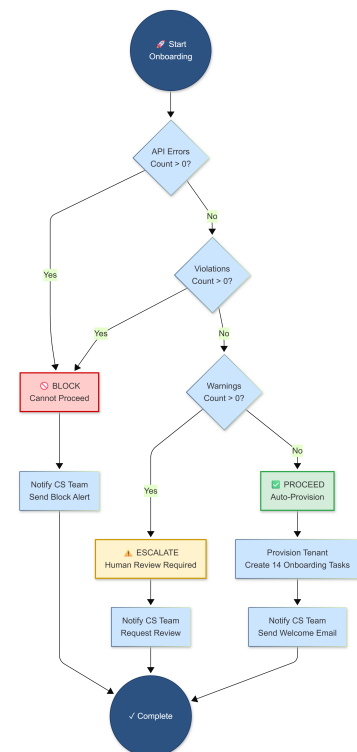 🚀 Start
Onboarding
API Errors
Count > 0?
No
Yes
Violations
Count > 0?
Yes
No
🚫 BLOCK
Cannot Proceed
Warnings
Count > 0?
No
Notify CS Team
Send Block Alert
Yes
✅ PROCEED
Auto-Provision
⚠️ ESCALATE
Human Review Required
Provision Tenant
Create 14 Onboarding Tasks
Notify CS Team
Request Review
Notify CS Team
Send Welcome Email
✓ Complete